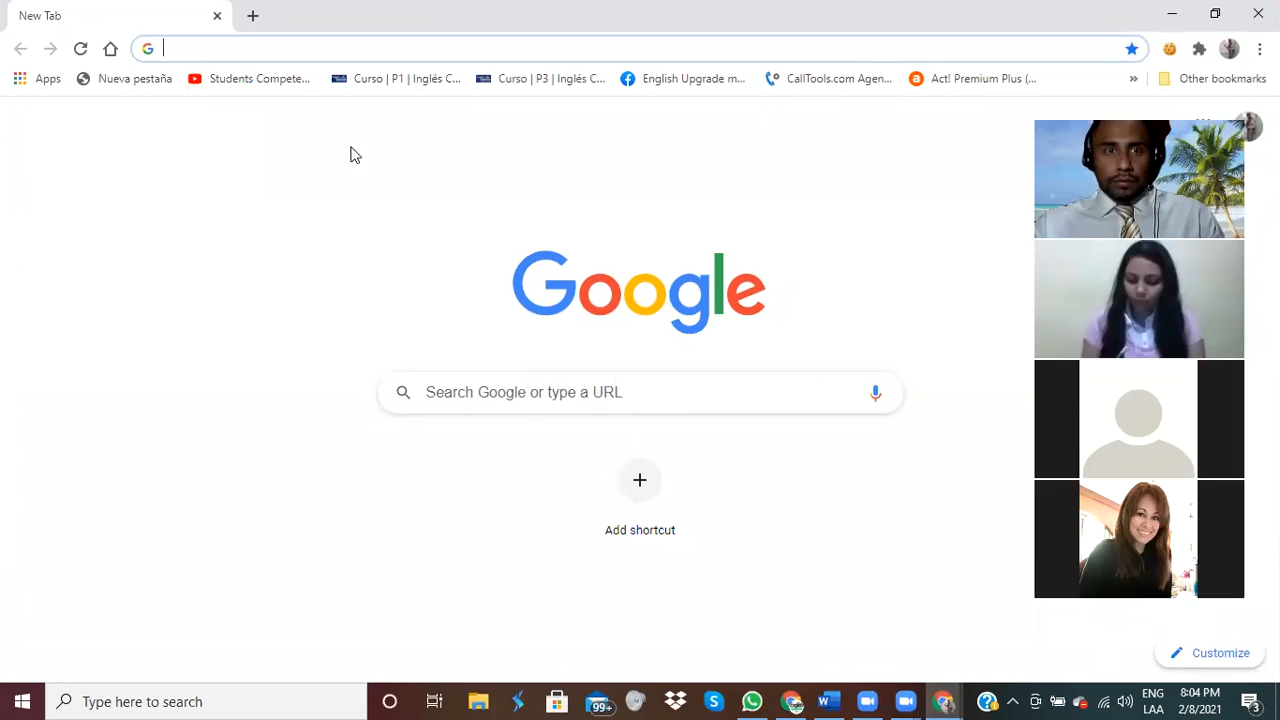 New Tab
Apps
Nueva pestaña
Students Compete...
Curso | P1 | Inglés C...
Curso | P3 | Inglés C...
English Upgrade m...
CallTools.com Agen...
Act! Premium Plus (...
»
Other bookmarks
Google
Search Google or type a URL
Add shortcut
Customize
Type here to search
99+
ENG
LAA
8:04 PM
2/8/2021
3